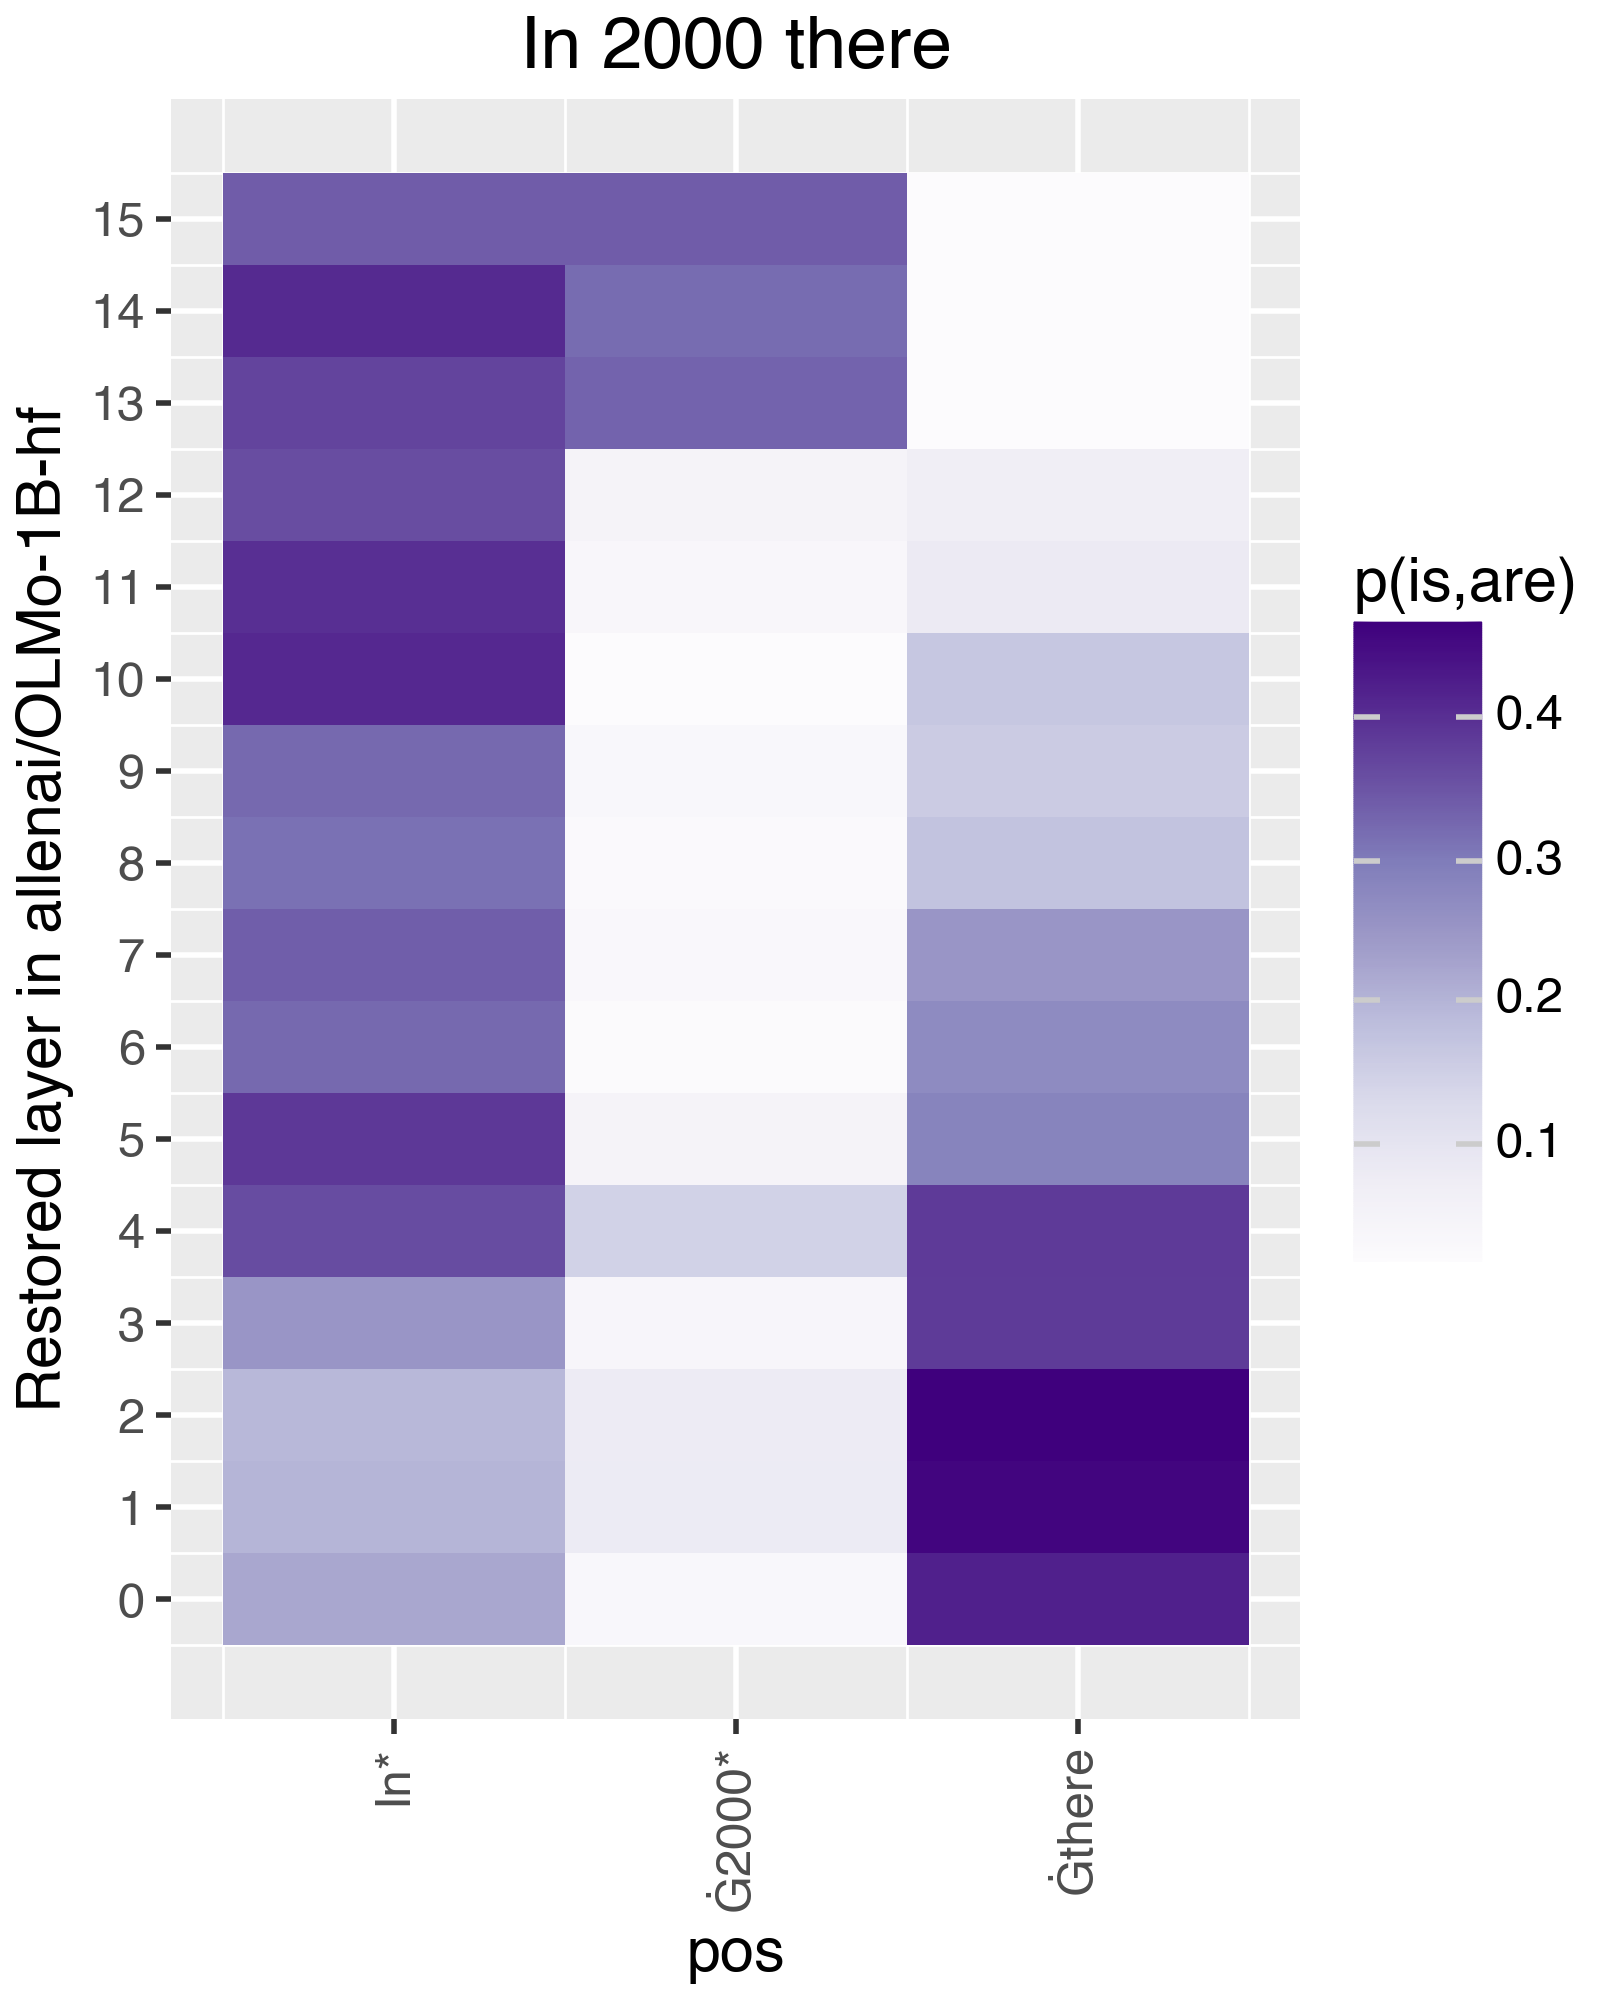 In 2000 there
Restored layer in allenai/OLMo-1B-hf
15
14
13
12
11
10
9
8
7
6
5
4
3
2
1
0
In*
Ġ2000*
Ġthere
pos
p(is,are)
0.4
0.3
0.2
0.1